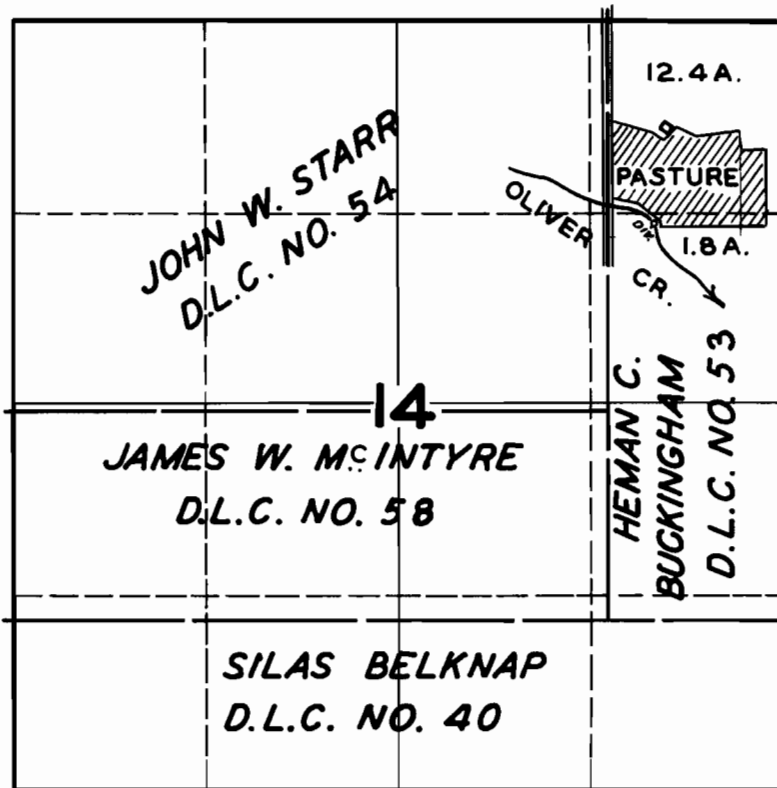 12.4A.
JOHN W. STARR
D.L.C. NO. 54
PASTURE
OLIVER
CR.
1.8A.
14
HEMAN C.
BUCKINGHAM
D.L.C. NO. 53
JAMES W. McINTYRE
D.L.C. NO. 58
SILAS BELKNAP
D.L.C. NO. 40